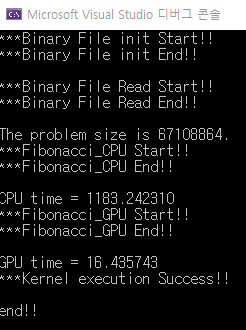 Microsoft Visual Studio 디버그 콘솔
***Binary File init Start!!
***Binary File init End!!
***Binary File Read Start!!
***Binary File Read End!!
The problem size is 67108864.
***Fibonacci_CPU Start!!
***Fibonacci_CPU End!!
CPU time = 1183.242310
***Fibonacci_GPU Start!!
***Fibonacci_GPU End!!
GPU time = 16.435743
***Kernel execution Success!!
end!!